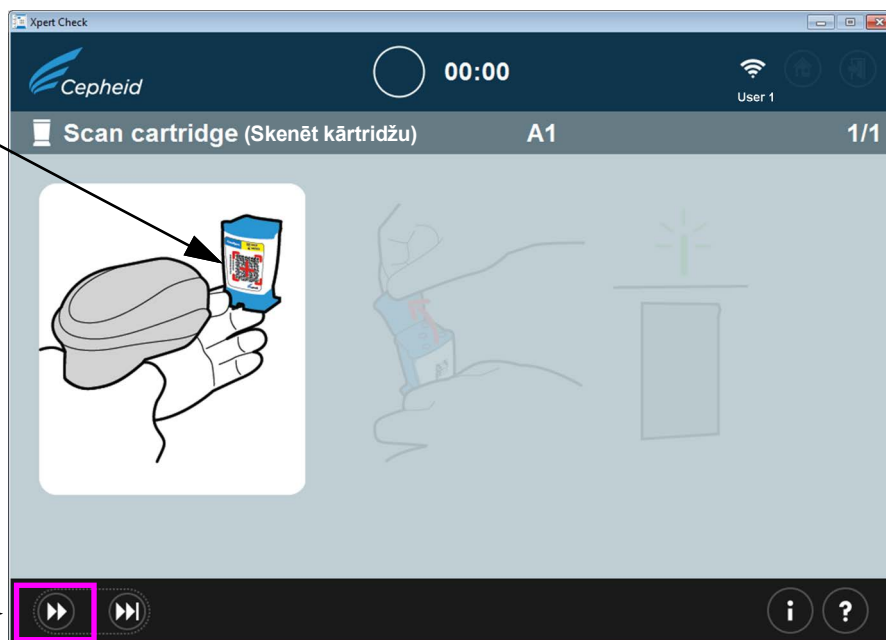 Xpert Check
Cepheid
00:00
User 1
Scan cartridge (Skenēt kārtridžu)
A1
1/1
i
?